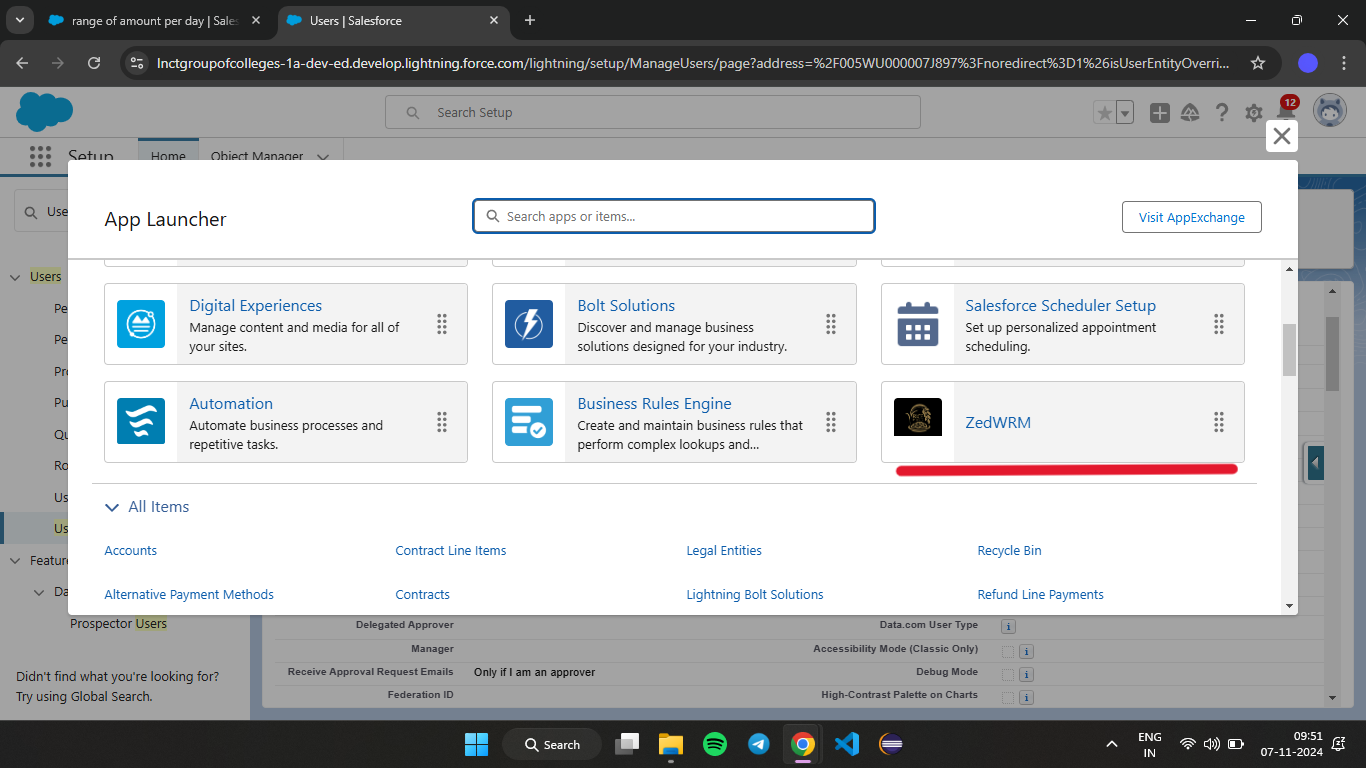 range of amount per day | Sales
Users | Salesforce
lnctgroupofcolleges-1a-dev-ed.develop.lightning.force.com/lightning/setup/ManageUsers/page?address=%2F005WU000007J897%3Fnoredirect%3D1%26isUserEntityOverri...
Search Setup
12
Setup
Home
Object Manager
Use
App Launcher
Search apps or items...
Visit AppExchange
Users
Pe
Pe
Pro
Pu
Qu
Ro
Us
Us
Feature
Da
Prospector Users
Didn't find what you're looking for?
Try using Global Search.
Digital Experiences
Manage content and media for all of
your sites.
Bolt Solutions
Discover and manage business
solutions designed for your industry.
Salesforce Scheduler Setup
Set up personalized appointment
scheduling.
Automation
Automate business processes and
repetitive tasks.
Business Rules Engine
Create and maintain business rules that
perform complex lookups and...
ZedWRM
All Items
Accounts
Contract Line Items
Legal Entities
Recycle Bin
Alternative Payment Methods
Contracts
Lightning Bolt Solutions
Refund Line Payments
Delegated Approver
Data.com User Type
Manager
Accessibility Mode (Classic Only)
Receive Approval Request Emails Only if I am an approver
Debug Mode
Federation ID
High-Contrast Palette on Charts
Search
ENG
IN
09:51
07-11-2024